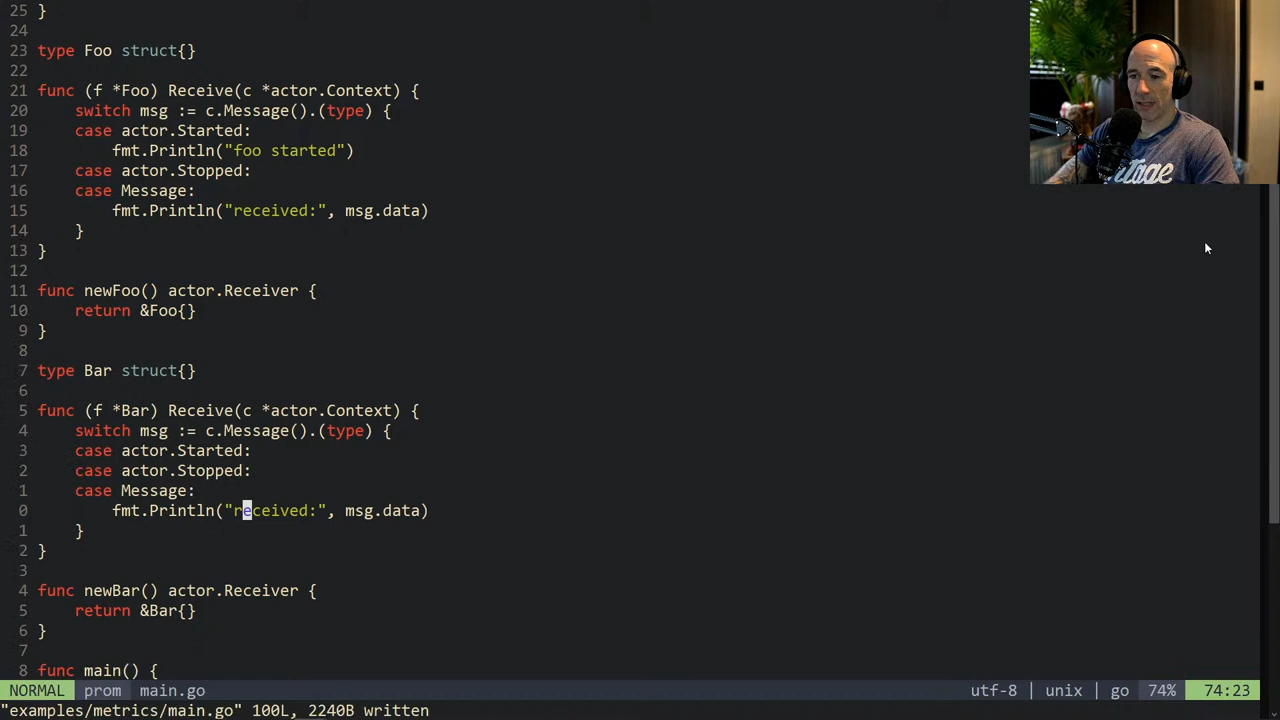 25 }
24
23 type Foo struct{}
22
21 func (f *Foo) Receive(c *actor.Context) {
20 switch msg := c.Message().(type) {
19 case actor.Started:
18 fmt.Println("foo started")
17 case actor.Stopped:
16 case Message:
15 fmt.Println("received:", msg.data)
14 }
13 }
12
11 func newFoo() actor.Receiver {
10 return &Foo{}
9 }
8
7 type Bar struct{}
6
5 func (f *Bar) Receive(c *actor.Context) {
4 switch msg := c.Message().(type) {
3 case actor.Started:
2 case actor.Stopped:
1 case Message:
0 fmt.Println("received:", msg.data)
1 }
2 }
3
4 func newBar() actor.Receiver {
5 return &Bar{}
6 }
7
8 func main() {
NORMAL prom main.go utf-8 | unix | go 74% 74:23
"examples/metrics/main.go" 100L, 2240B written